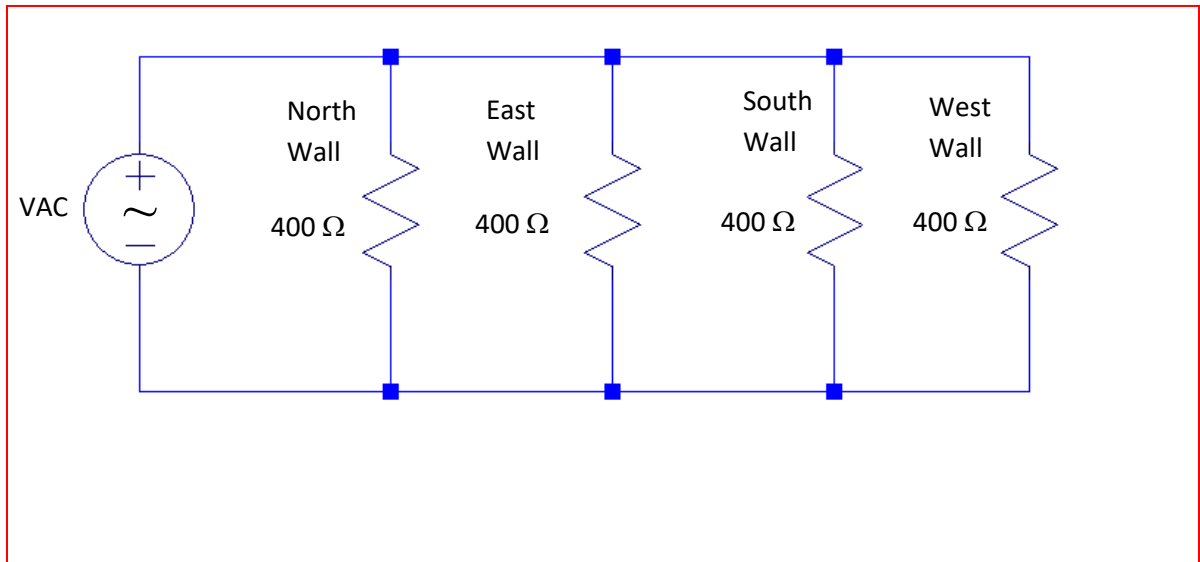 VAC
+
~
−
North
Wall
400 Ω
East
Wall
400 Ω
South
Wall
400 Ω
West
Wall
400 Ω